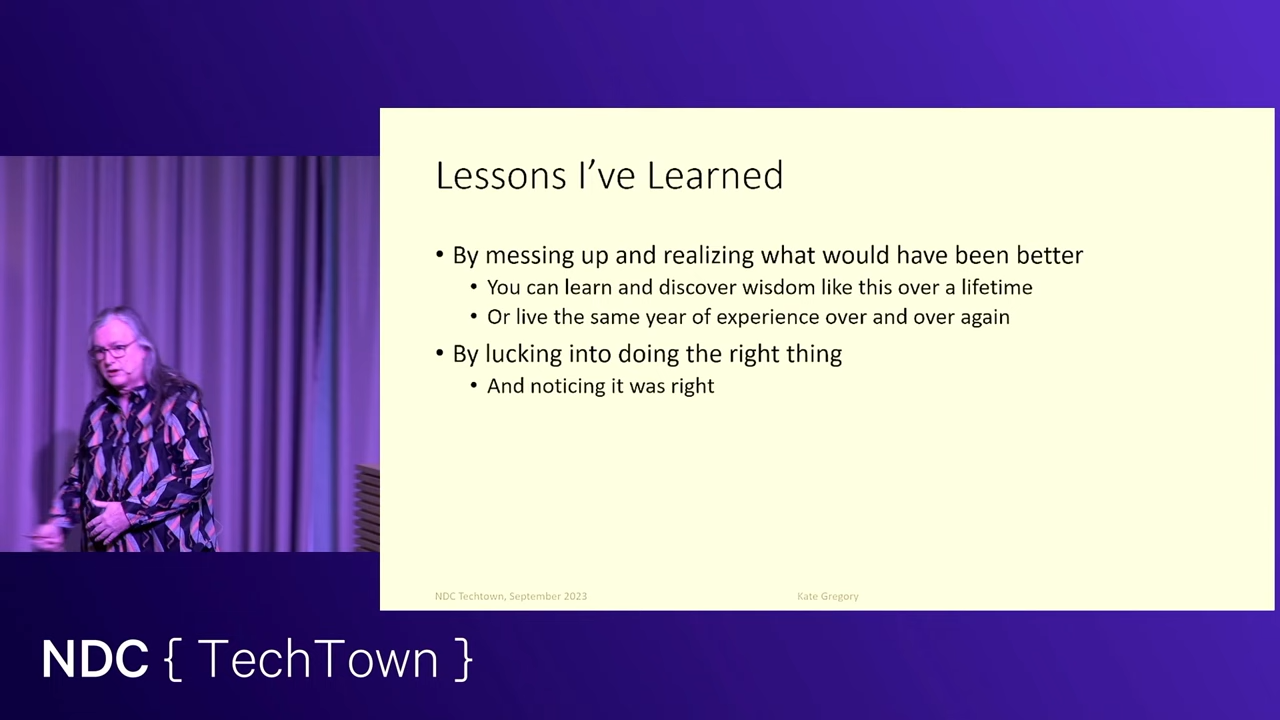 Lessons I’ve Learned
• By messing up and realizing what would have been better
• You can learn and discover wisdom like this over a lifetime
• Or live the same year of experience over and over again
• By lucking into doing the right thing
• And noticing it was right
NDC Techtown, September 2023
Kate Gregory
NDC { TechTown }